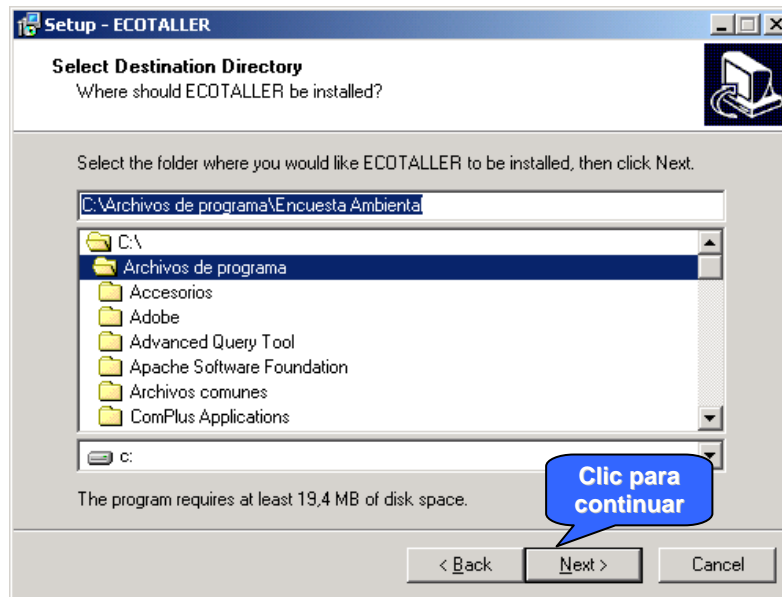 Setup - ECOTALLER
Select Destination Directory
Where should ECOTALLER be installed?
Select the folder where you would like ECOTALLER to be installed, then click Next.
C:\Archivos de programa\Encuesta Ambiental
C:\
Archivos de programa
Accesorios
Adobe
Advanced Query Tool
Apache Software Foundation
Archivos comunes
ComPlus Applications
c:
The program requires at least 19,4 MB of disk space.
Clic para
continuar
< Back
Next >
Cancel